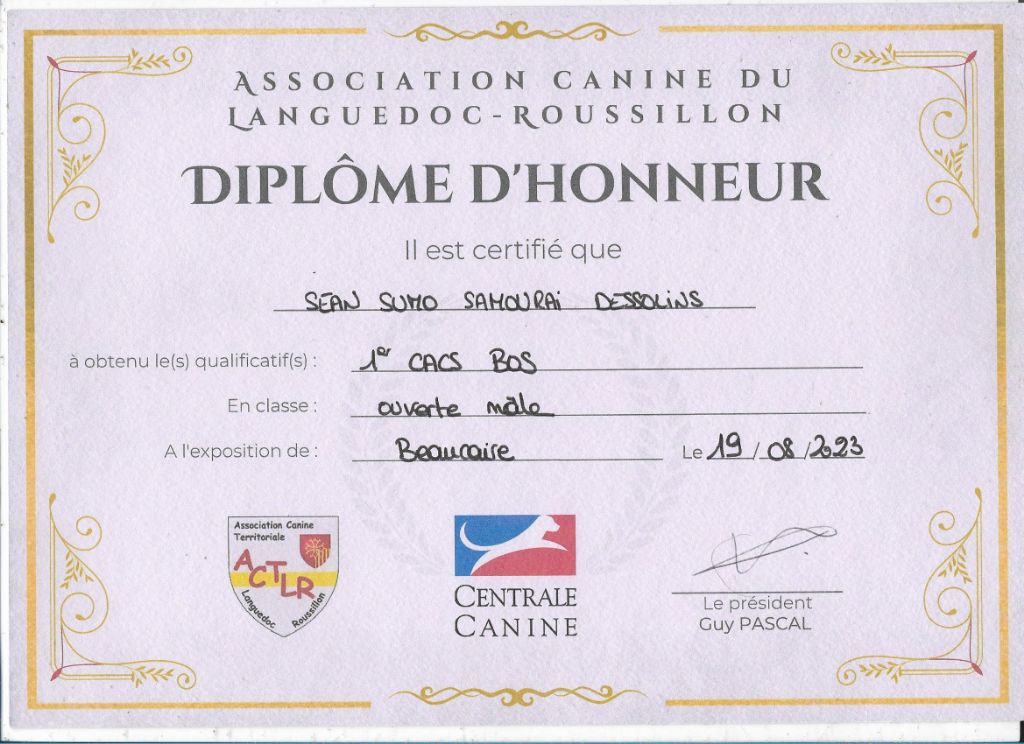 ASSOCIATION CANINE DU
LANGUEDOC-ROUSSILLON
DIPLÔME D'HONNEUR
Il est certifié que
SEAN SUMO SAMOURAi DESSOLINS
à obtenu le(s) qualificatif(s) : 1er CACS BOS
En classe : ouverte mâle
A l'exposition de : Beaucaire Le 19/08/2023
Association Canine
Territoriale
ACTLR
Languedoc Roussillon
CENTRALE
CANINE
Le président
Guy PASCAL